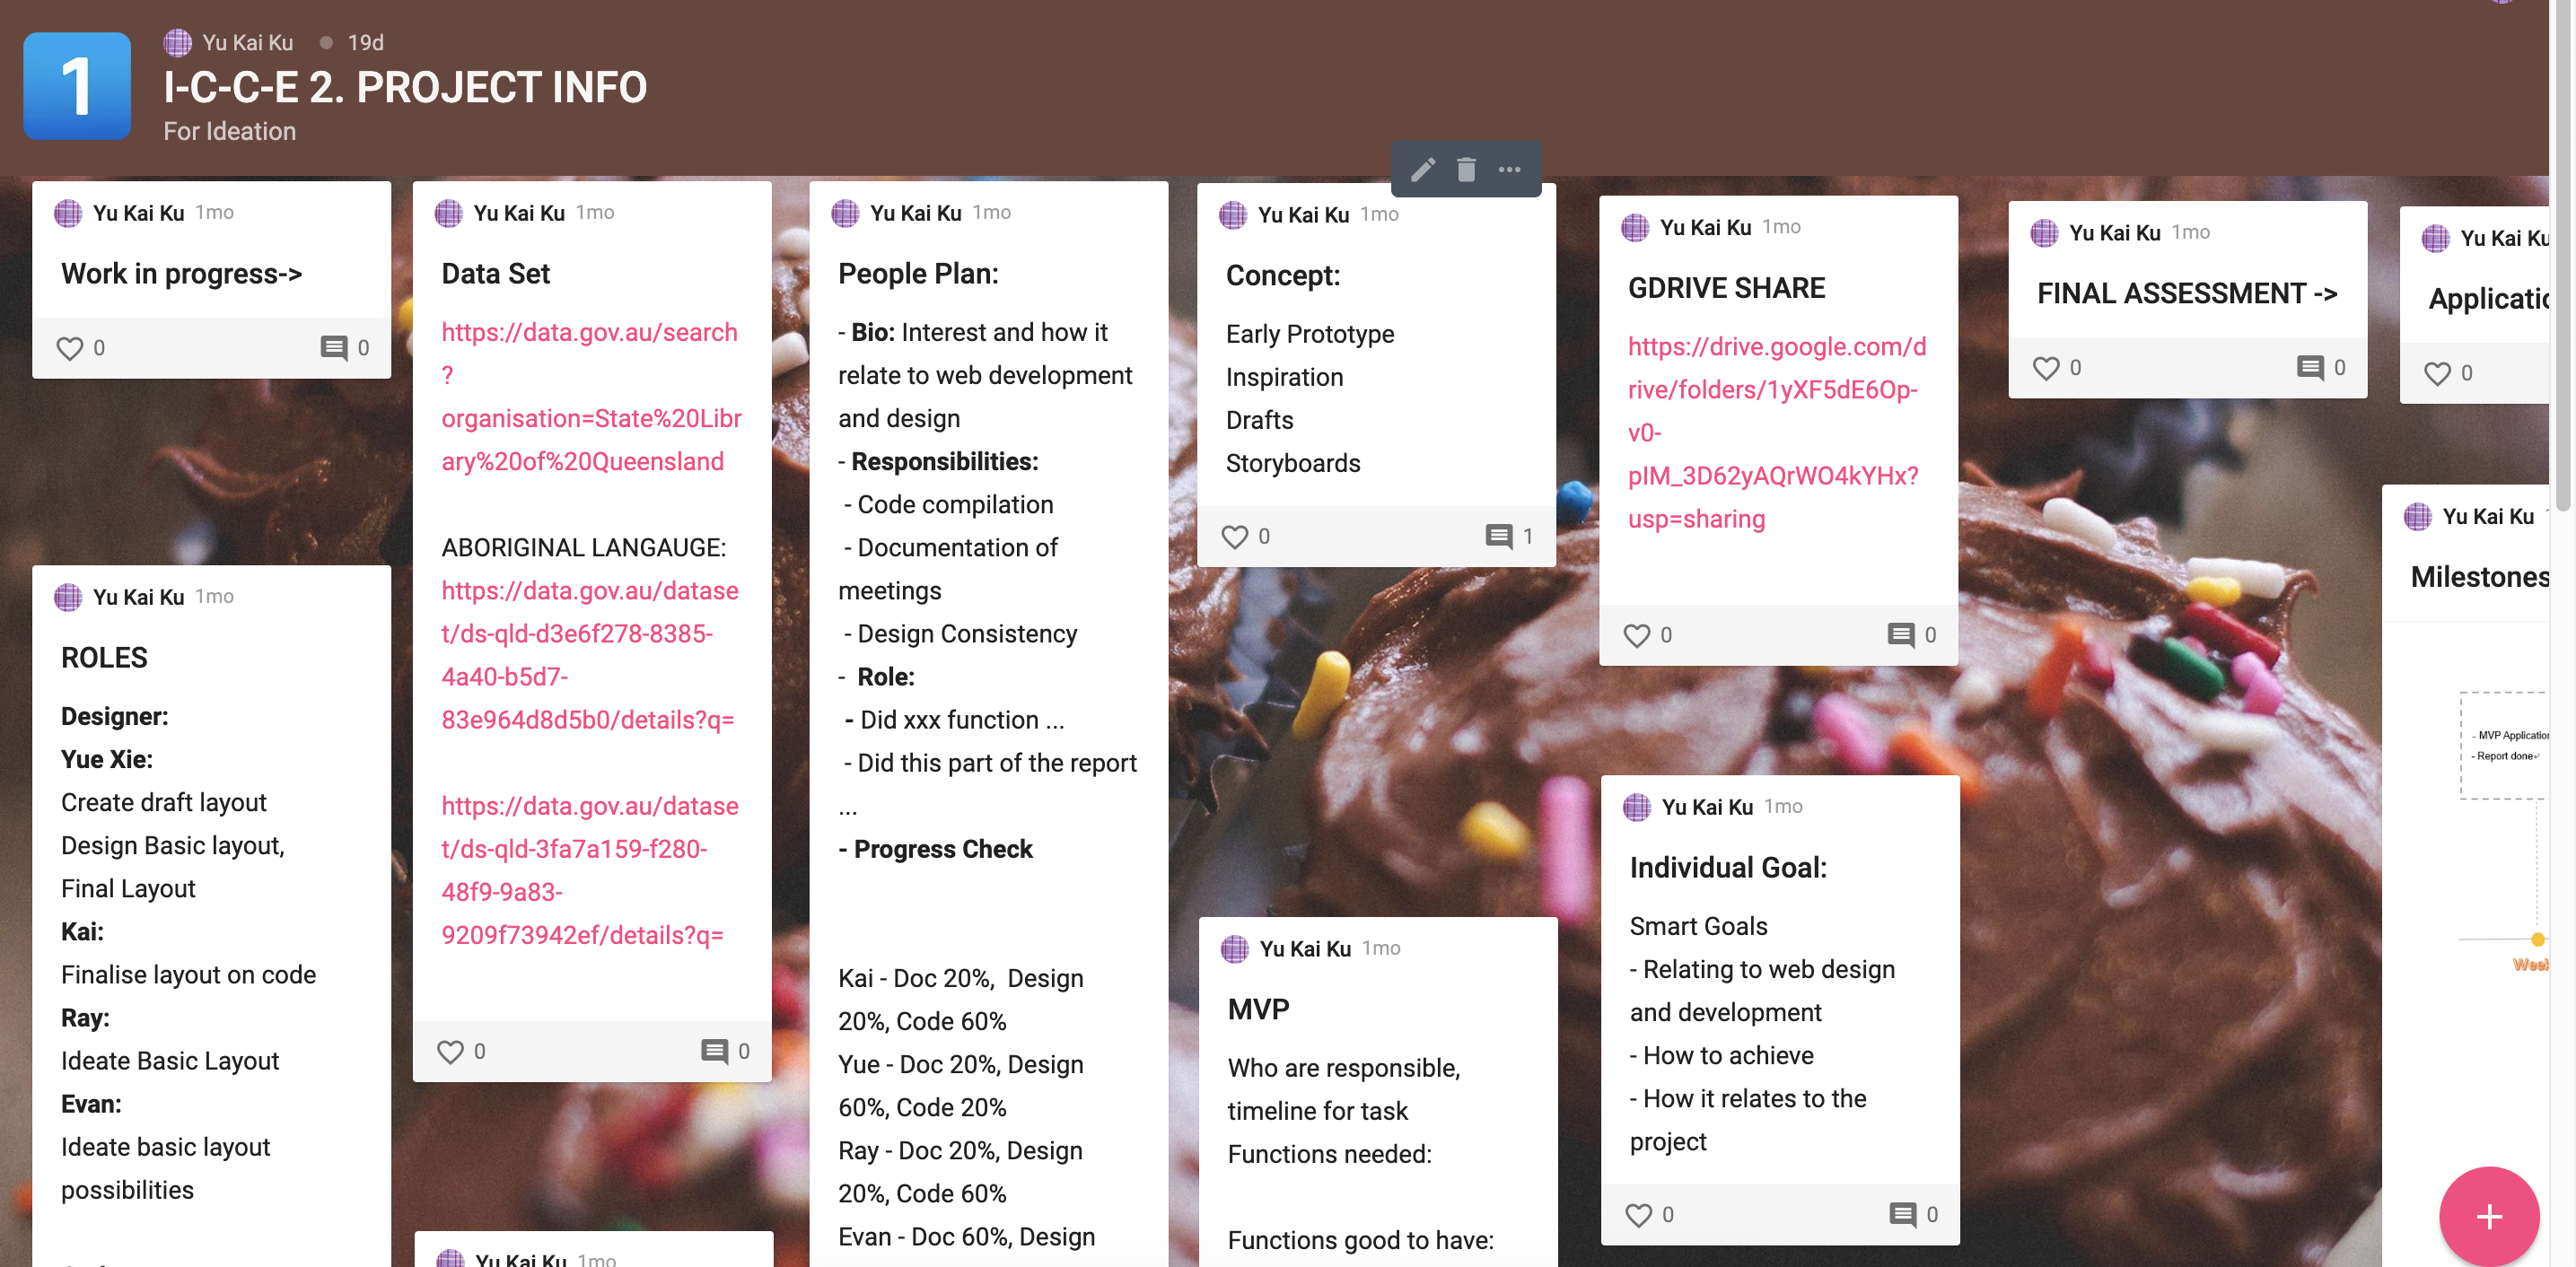 1
Yu Kai Ku 19d
I-C-C-E 2. PROJECT INFO
For Ideation
Yu Kai Ku 1mo
Work in progress->
0 0
Yu Kai Ku 1mo
ROLES
Designer:
Yue Xie:
Create draft layout
Design Basic layout,
Final Layout
Kai:
Finalise layout on code
Ray:
Ideate Basic Layout
Evan:
Ideate basic layout
possibilities
Yu Kai Ku 1mo
Data Set
https://data.gov.au/search
?
organisation=State%20Libr
ary%20of%20Queensland
ABORIGINAL LANGAUGE:
https://data.gov.au/datase
t/ds-qld-d3e6f278-8385-
4a40-b5d7-
83e964d8d5b0/details?q=
https://data.gov.au/datase
t/ds-qld-3fa7a159-f280-
48f9-9a83-
9209f73942ef/details?q=
0 0
Yu Kai Ku 1mo
Yu Kai Ku 1mo
People Plan:
- Bio: Interest and how it
relate to web development
and design
- Responsibilities:
- Code compilation
- Documentation of
meetings
- Design Consistency
- Role:
- Did xxx function ...
- Did this part of the report
...
- Progress Check
Kai - Doc 20%, Design
20%, Code 60%
Yue - Doc 20%, Design
60%, Code 20%
Ray - Doc 20%, Design
20%, Code 60%
Evan - Doc 60%, Design
Yu Kai Ku 1mo
Concept:
Early Prototype
Inspiration
Drafts
Storyboards
0 1
Yu Kai Ku 1mo
MVP
Who are responsible,
timeline for task
Functions needed:
Functions good to have:
Yu Kai Ku 1mo
GDRIVE SHARE
https://drive.google.com/d
rive/folders/1yXF5dE6Op-
v0-
pIM_3D62yAQrWO4kYHx?
usp=sharing
0 0
Yu Kai Ku 1mo
Individual Goal:
Smart Goals
- Relating to web design
and development
- How to achieve
- How it relates to the
project
0 0
Yu Kai Ku 1mo
FINAL ASSESSMENT ->
0 0
Yu Kai Ku
Applicatio
0
Yu Kai Ku
Milestones
- MVP Application
- Report done
Week